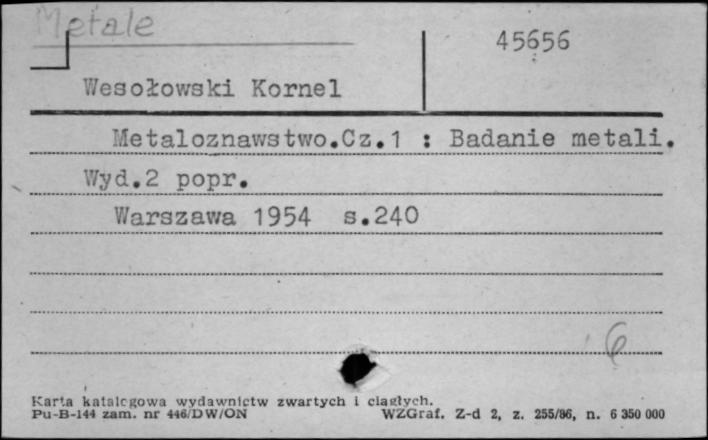 Metale
45656
Wesołowski Kornel
Metaloznawstwo.Cz.1 : Badanie metali.
Wyd.2 popr.
Warszawa 1954 s.240
6
Karta katalogowa wydawnictw zwartych i ciągłych.
Pu-B-144 zam. nr 446/DW/ON WZGraf. Z-d 2, z. 255/86, n. 6 350 000